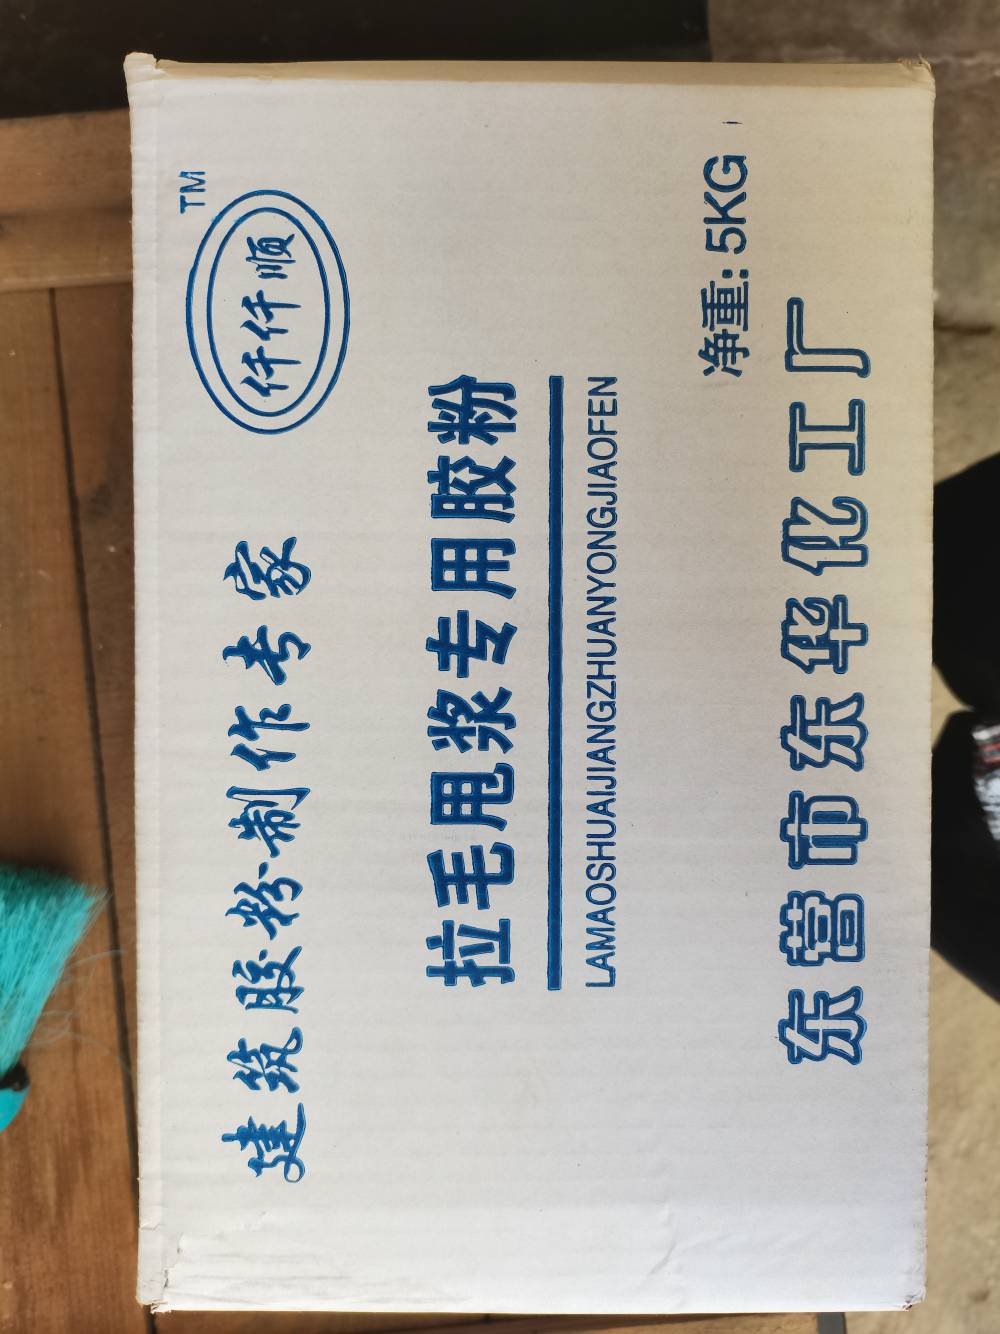 建筑胶粉制作专家
仟仟顺
TM
拉毛甩浆专用胶粉
LAMAOSHUAIJIANGZHUANYONGJIAOFEN
净重: 5KG
东营市东华化工厂